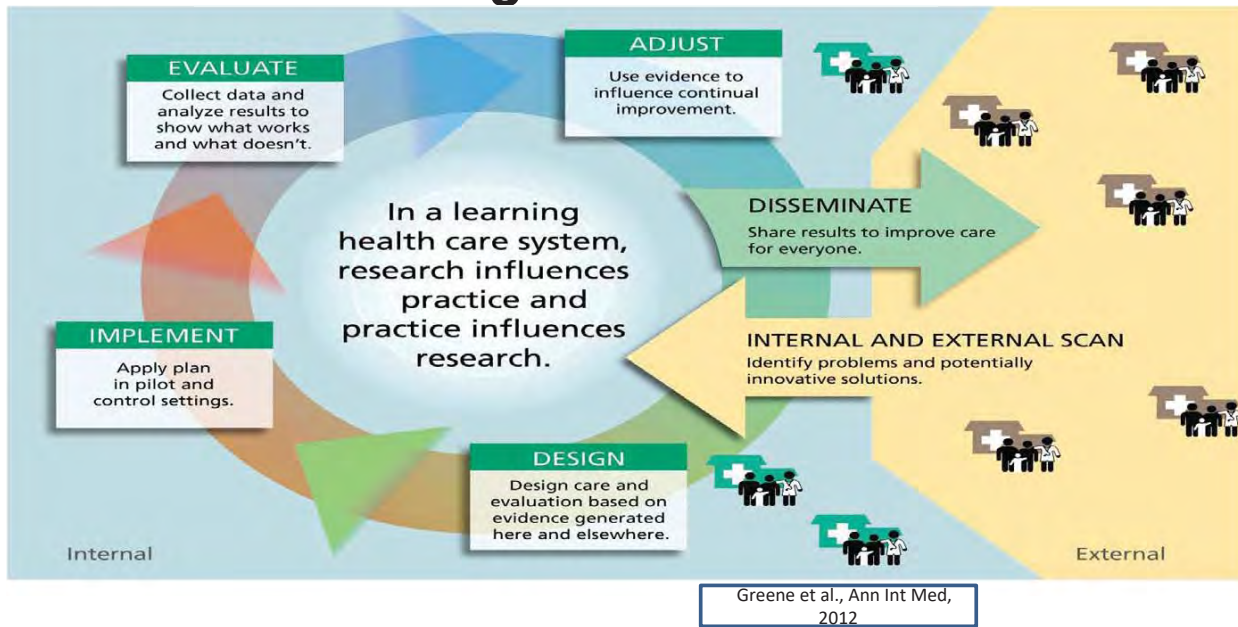 EVALUATE
Collect data and
analyze results to
show what works
and what doesn't.
ADJUST
Use evidence to
influence continual
improvement.
In a learning
health care system,
research influences
practice and
practice influences
research.
DISSEMINATE
Share results to improve care
for everyone.
INTERNAL AND EXTERNAL SCAN
Identify problems and potentially
innovative solutions.
IMPLEMENT
Apply plan
in pilot and
control settings.
DESIGN
Design care and
evaluation based on
evidence generated
here and elsewhere.
Internal
External
Greene et al., Ann Int Med,
2012